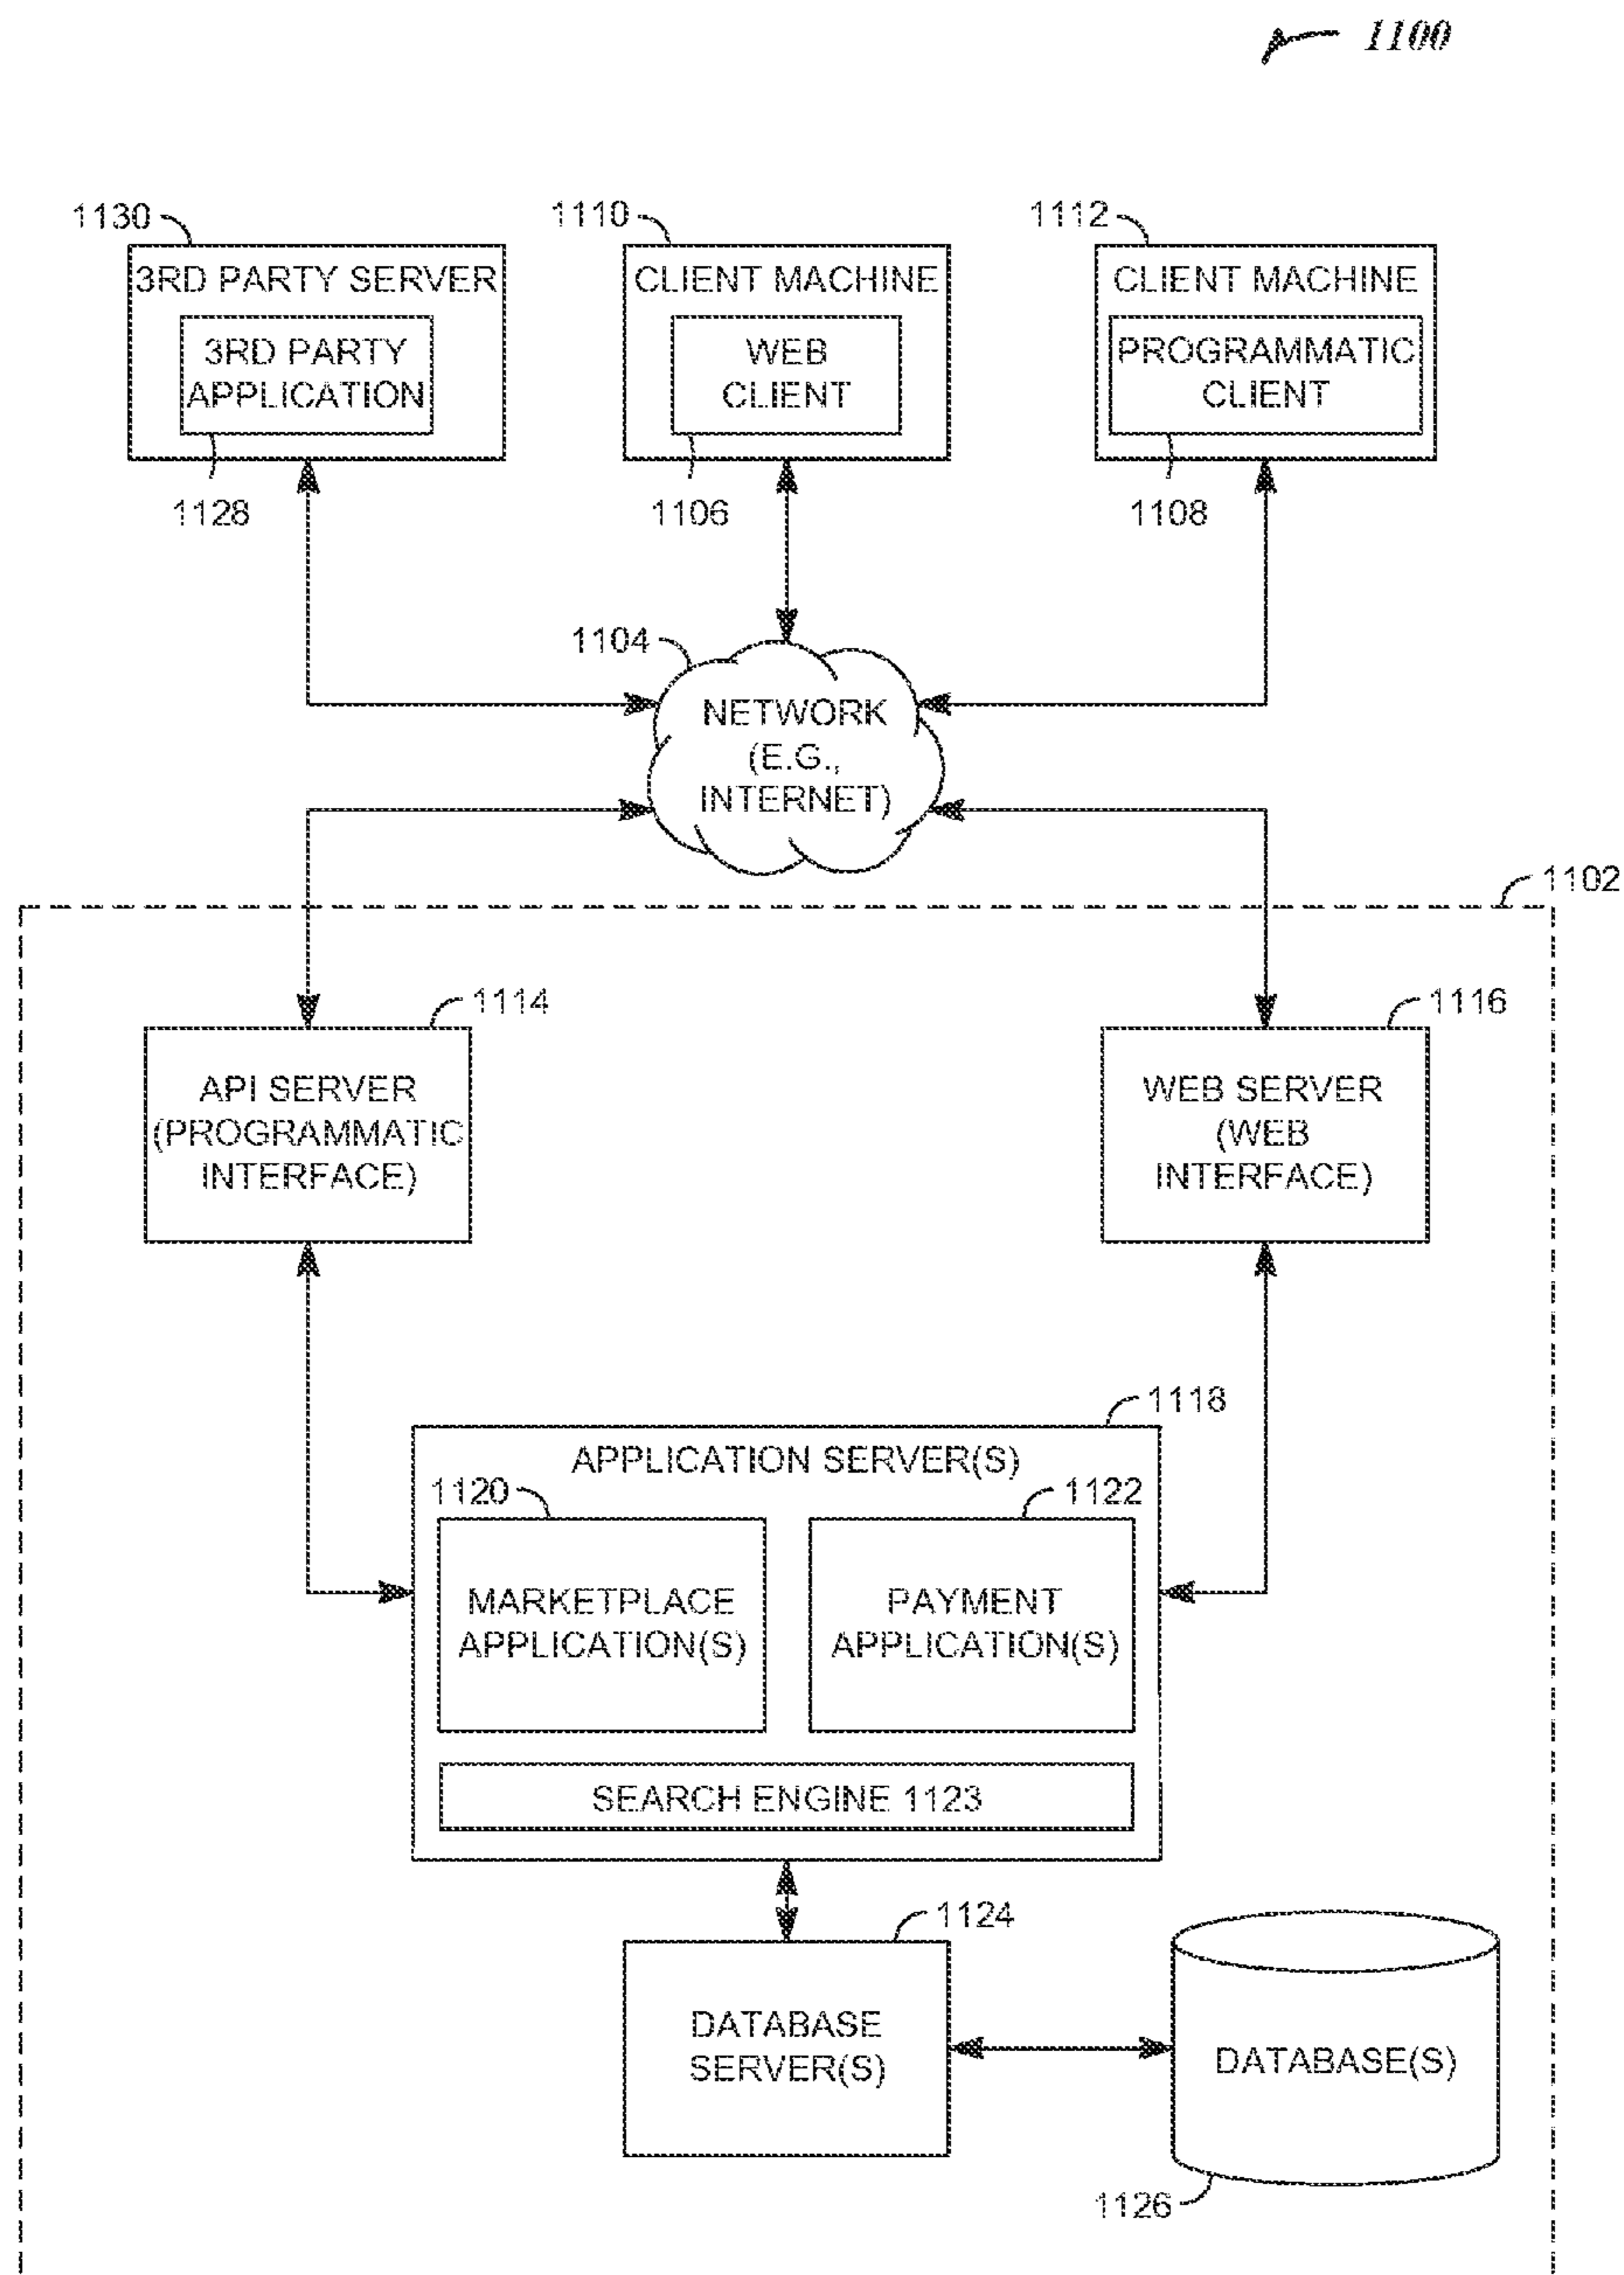 1100
1130
3RD PARTY SERVER
3RD PARTY
APPLICATION
1128
1110
CLIENT MACHINE
WEB
CLIENT
1106
1112
CLIENT MACHINE
PROGRAMMATIC
CLIENT
1108
1104
NETWORK
(E.G.,
INTERNET)
1102
1114
API SERVER
(PROGRAMMATIC
INTERFACE)
1116
WEB SERVER
(WEB
INTERFACE)
1118
APPLICATION SERVER(S)
1120
MARKETPLACE
APPLICATION(S)
1122
PAYMENT
APPLICATION(S)
SEARCH ENGINE 1123
1124
DATABASE
SERVER(S)
DATABASE(S)
1126